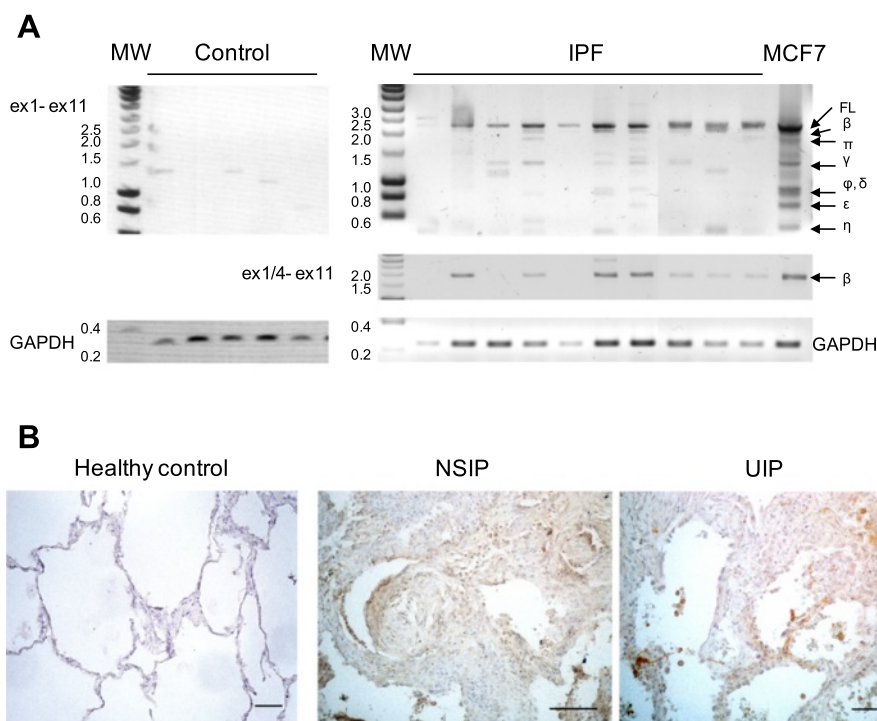 A
MW Control MW IPF MCF7
ex1- ex11
2.5
2.0
1.5
1.0
0.8
0.6
3.0
2.5
2.0
1.5
1.0
0.8
0.6
FL
β
π
γ
φ, δ
ε
η
ex1/4- ex11
2.0
1.5
β
GAPDH
0.4
0.2
0.4
0.2
GAPDH
B
Healthy control NSIP UIP